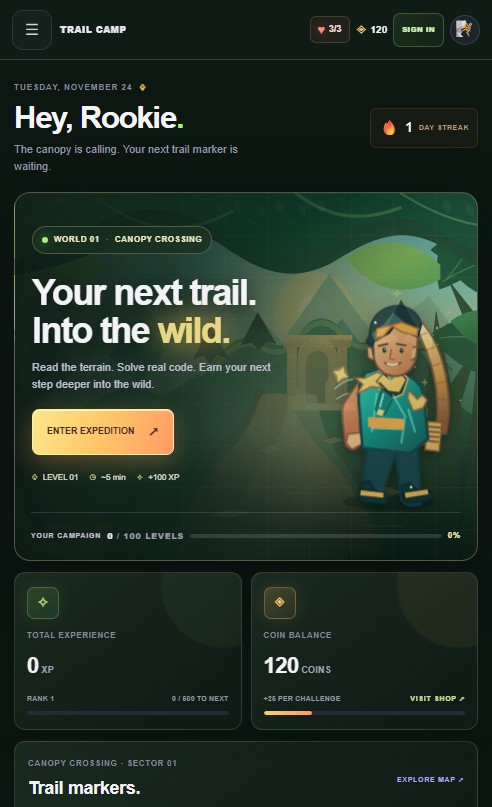 TRAIL CAMP
3/3
120
SIGN IN
TUESDAY, NOVEMBER 24
Hey, Rookie.
The canopy is calling. Your next trail marker is
waiting.
1 DAY STREAK
WORLD 01 · CANOPY CROSSING
Your next trail.
Into the wild.
Read the terrain. Solve real code. Earn your next
step deeper into the wild.
ENTER EXPEDITION ↗
LEVEL 01 ~5 min +100 XP
YOUR CAMPAIGN 0 / 100 LEVELS 0%
TOTAL EXPERIENCE
0 XP
RANK 1 0 / 500 TO NEXT
COIN BALANCE
120 COINS
+25 PER CHALLENGE VISIT SHOP ↗
CANOPY CROSSING · SECTOR 01
Trail markers.
EXPLORE MAP ↗